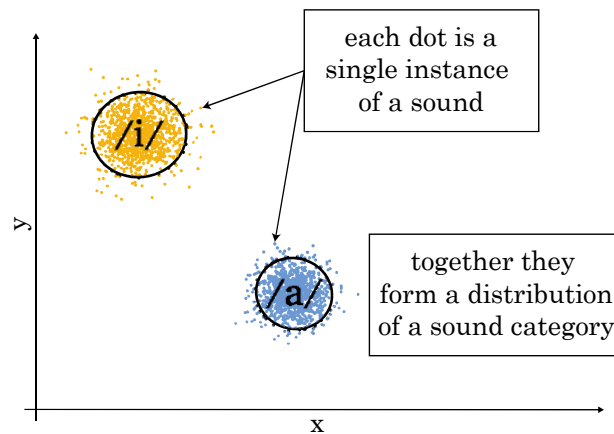 each dot is a
single instance
of a sound
/i/
y
/a/
together they
form a distribution
of a sound category
x